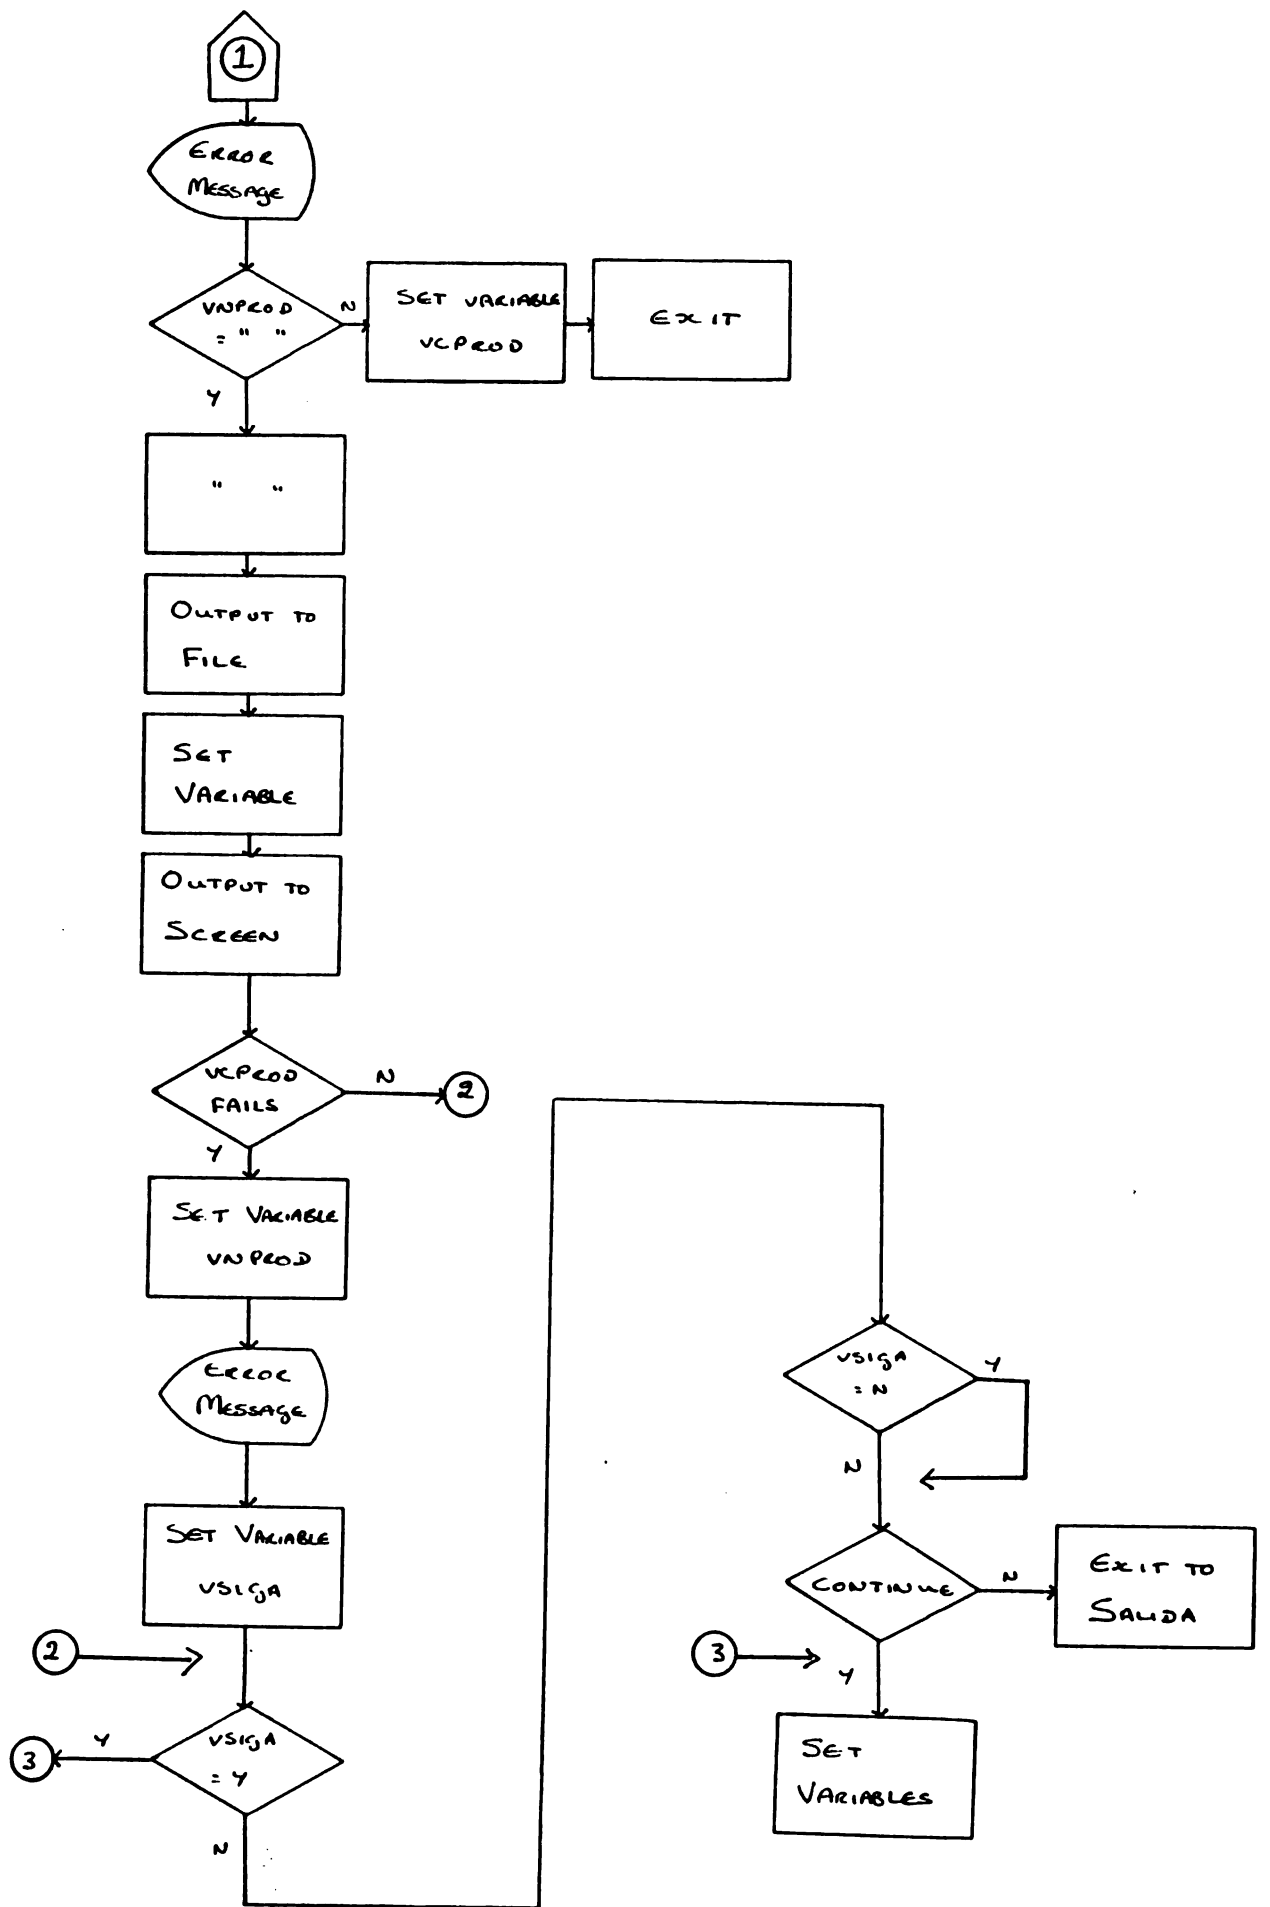 1
ERROR
MESSAGE
VNPROD
= " "
N
SET VARIABLE
VCPROD
EXIT
Y
" "
OUTPUT TO
FILE
SET
VARIABLE
OUTPUT TO
SCREEN
VCPROD
FAILS
N
2
Y
SET VARIABLE
VNPROD
ERROR
MESSAGE
SET VARIABLE
VSIGA
2
VSIGA
= Y
Y
3
N
VSIGA
= N
Y
N
CONTINUE
N
EXIT TO
SALIDA
3
Y
SET
VARIABLES